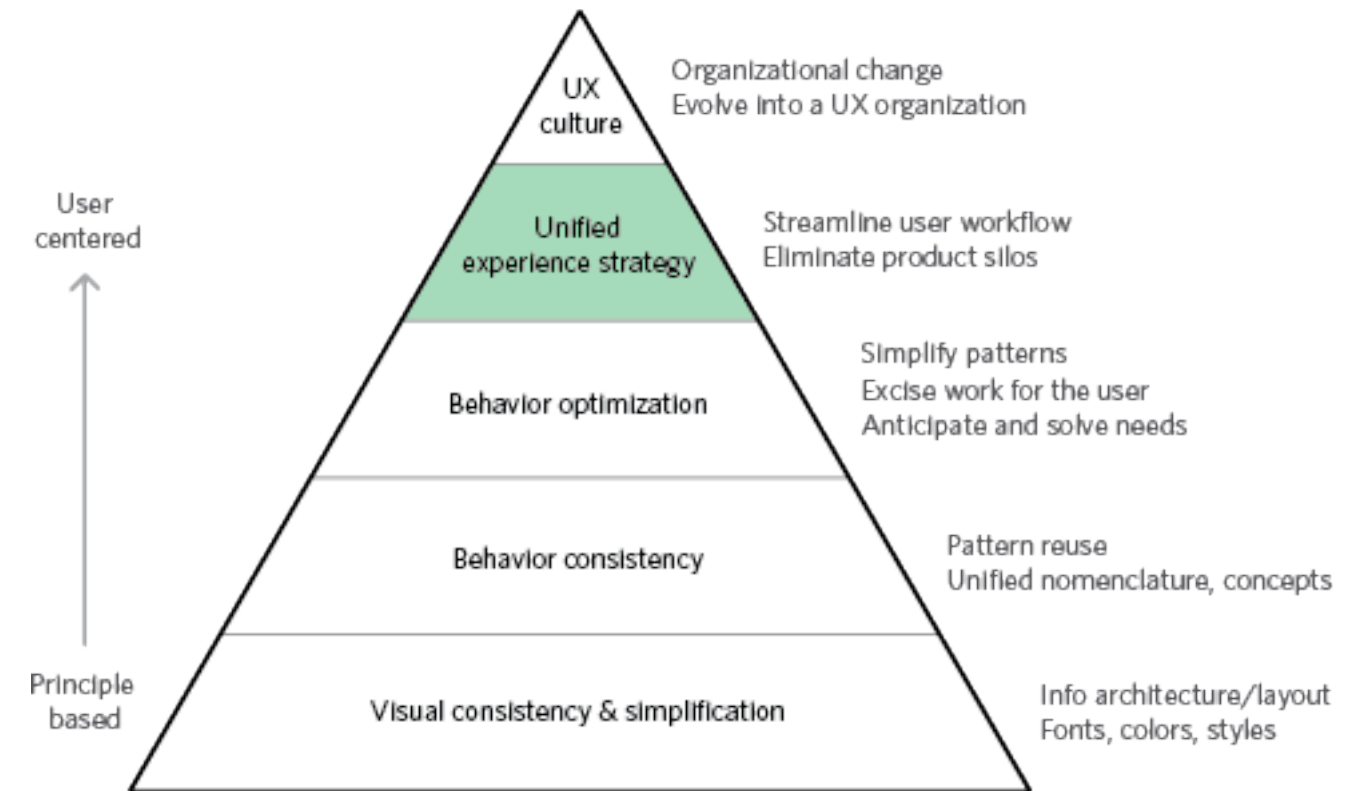 UX
culture
Organizational change
Evolve into a UX organization
User
centered
Unified
experience strategy
Streamline user workflow
Eliminate product silos
Behavior optimization
Simplify patterns
Excise work for the user
Anticipate and solve needs
Behavior consistency
Pattern reuse
Unified nomenclature, concepts
Principle
based
Visual consistency & simplification
Info architecture/layout
Fonts, colors, styles